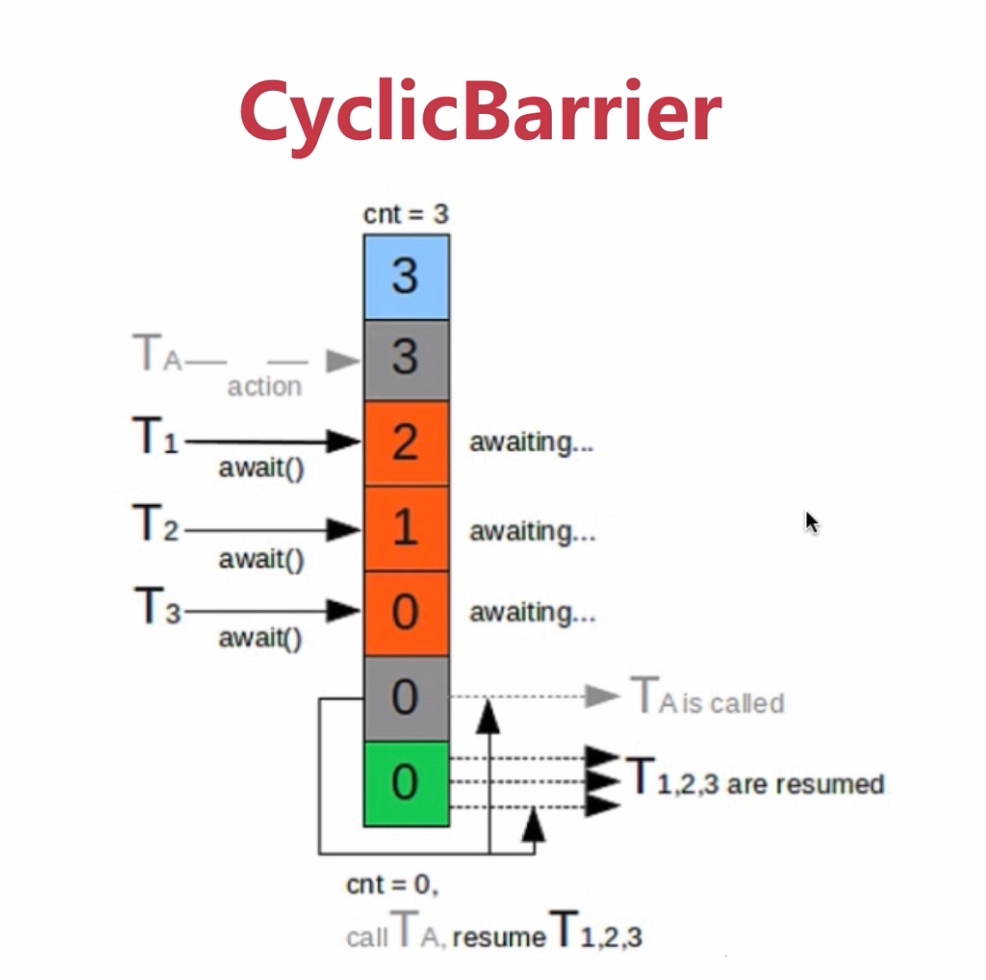 CyclicBarrier
cnt = 3
3
TA
action
3
T1
await()
2
awaiting...
T2
await()
1
awaiting...
T3
await()
0
awaiting...
0
TA is called
0
T1,2,3 are resumed
cnt = 0,
call TA, resume T1,2,3